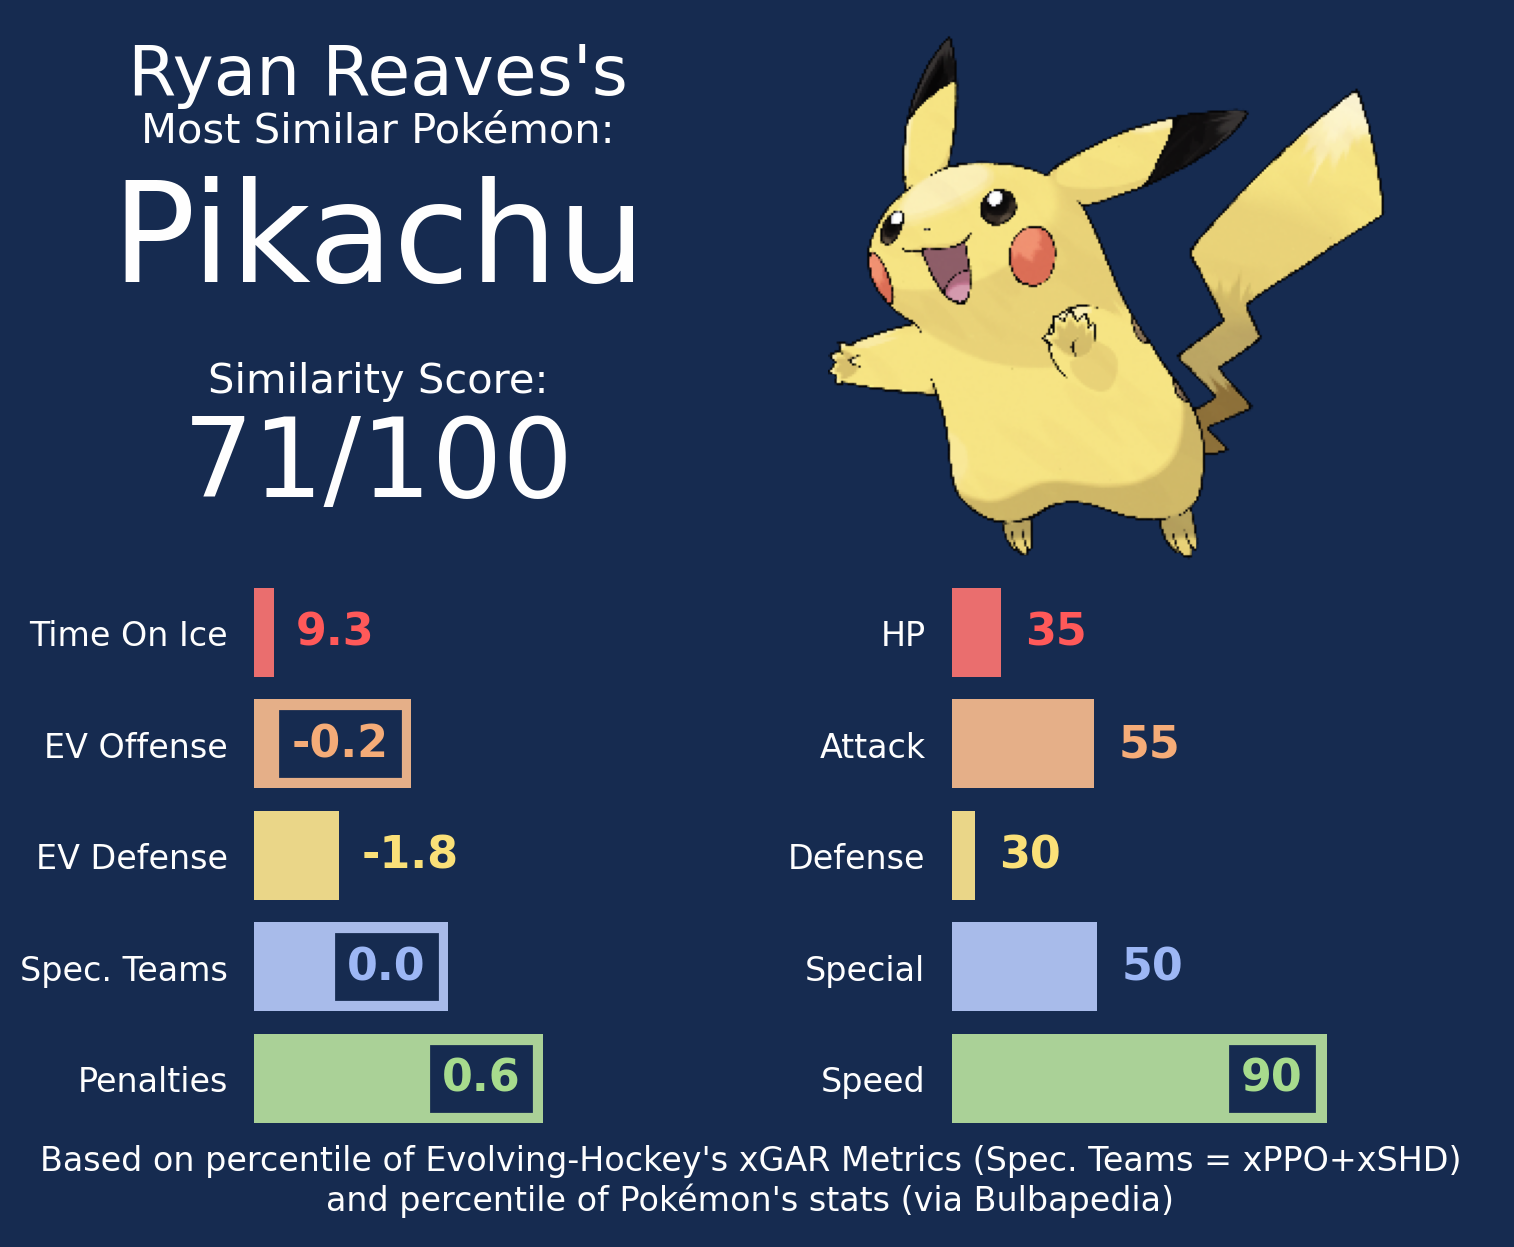 Ryan Reaves's
Most Similar Pokémon:
Pikachu
Similarity Score:
71/100
Time On Ice 9.3
EV Offense -0.2
EV Defense -1.8
Spec. Teams 0.0
Penalties 0.6
HP 35
Attack 55
Defense 30
Special 50
Speed 90
Based on percentile of Evolving-Hockey's xGAR Metrics (Spec. Teams = xPPO+xSHD)
and percentile of Pokémon's stats (via Bulbapedia)